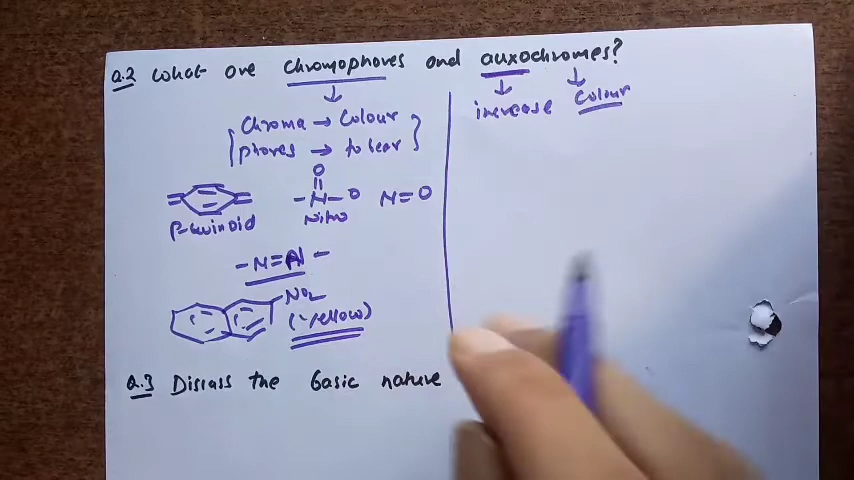 Q.2 What are chromophores and auxochromes?
Chroma → Colour
phores → to bear
increase Colour
O
-N-O N=O
p-quinoid Nitro
-N=N-
NO2
(Yellow)
Q.3 Discuss the basic nature